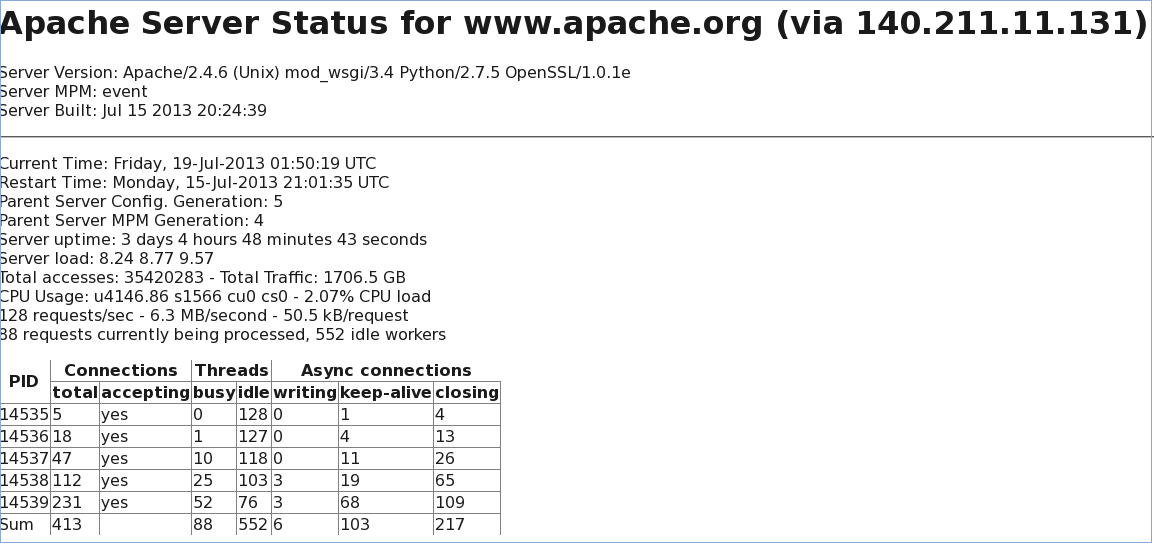 Apache Server Status for www.apache.org (via 140.211.11.131)
Server Version: Apache/2.4.6 (Unix) mod_wsgi/3.4 Python/2.7.5 OpenSSL/1.0.1e
Server MPM: event
Server Built: Jul 15 2013 20:24:39
Current Time: Friday, 19-Jul-2013 01:50:19 UTC
Restart Time: Monday, 15-Jul-2013 21:01:35 UTC
Parent Server Config. Generation: 5
Parent Server MPM Generation: 4
Server uptime: 3 days 4 hours 48 minutes 43 seconds
Server load: 8.24 8.77 9.57
Total accesses: 35420283 - Total Traffic: 1706.5 GB
CPU Usage: u4146.86 s1566 cu0 cs0 - 2.07% CPU load
128 requests/sec - 6.3 MB/second - 50.5 kB/request
88 requests currently being processed, 552 idle workers
PID Connections Threads Async connections
total accepting busy idle writing keep-alive closing
14535 5 yes 0 128 0 1 4
14536 18 yes 1 127 0 4 13
14537 47 yes 10 118 0 11 26
14538 112 yes 25 103 3 19 65
14539 231 yes 52 76 3 68 109
Sum 413 88 552 6 103 217